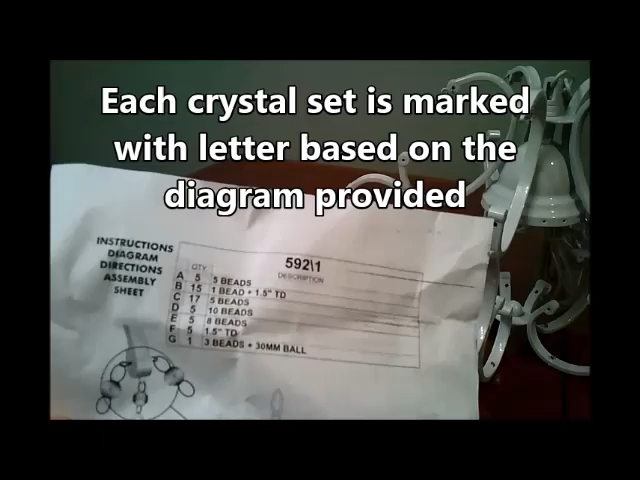 Each crystal set is marked
with letter based on the
diagram provided
INSTRUCTIONS
DIAGRAM
DIRECTIONS
ASSEMBLY
SHEET
592\1
QTY DESCRIPTION
A 5 5 BEADS
B 15 1 BEAD + 1.5" TD
C 17 5 BEADS
D 5 10 BEADS
E 5 8 BEADS
F 5 1.5" TD
G 1 3 BEADS + 30MM BALL